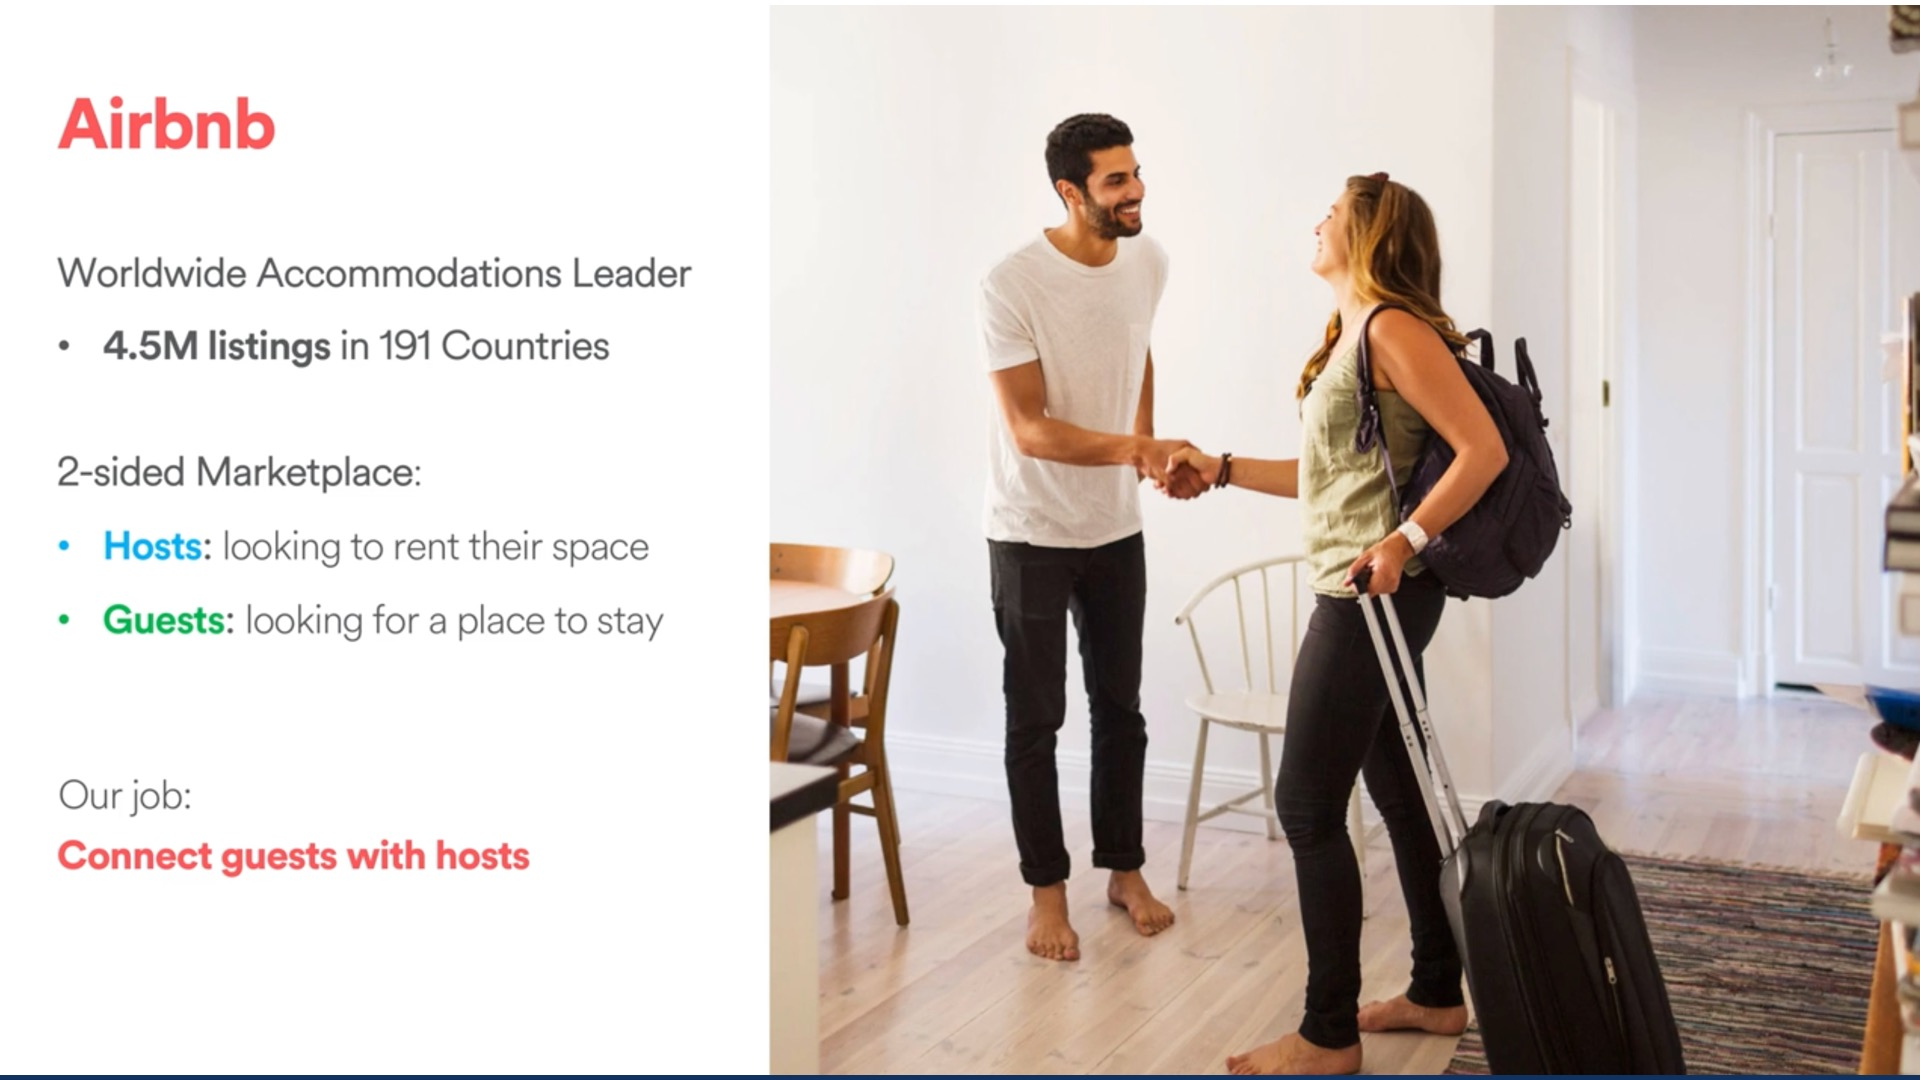 Airbnb
Worldwide Accommodations Leader
• 4.5M listings in 191 Countries
2-sided Marketplace:
• Hosts: looking to rent their space
• Guests: looking for a place to stay
Our job:
Connect guests with hosts